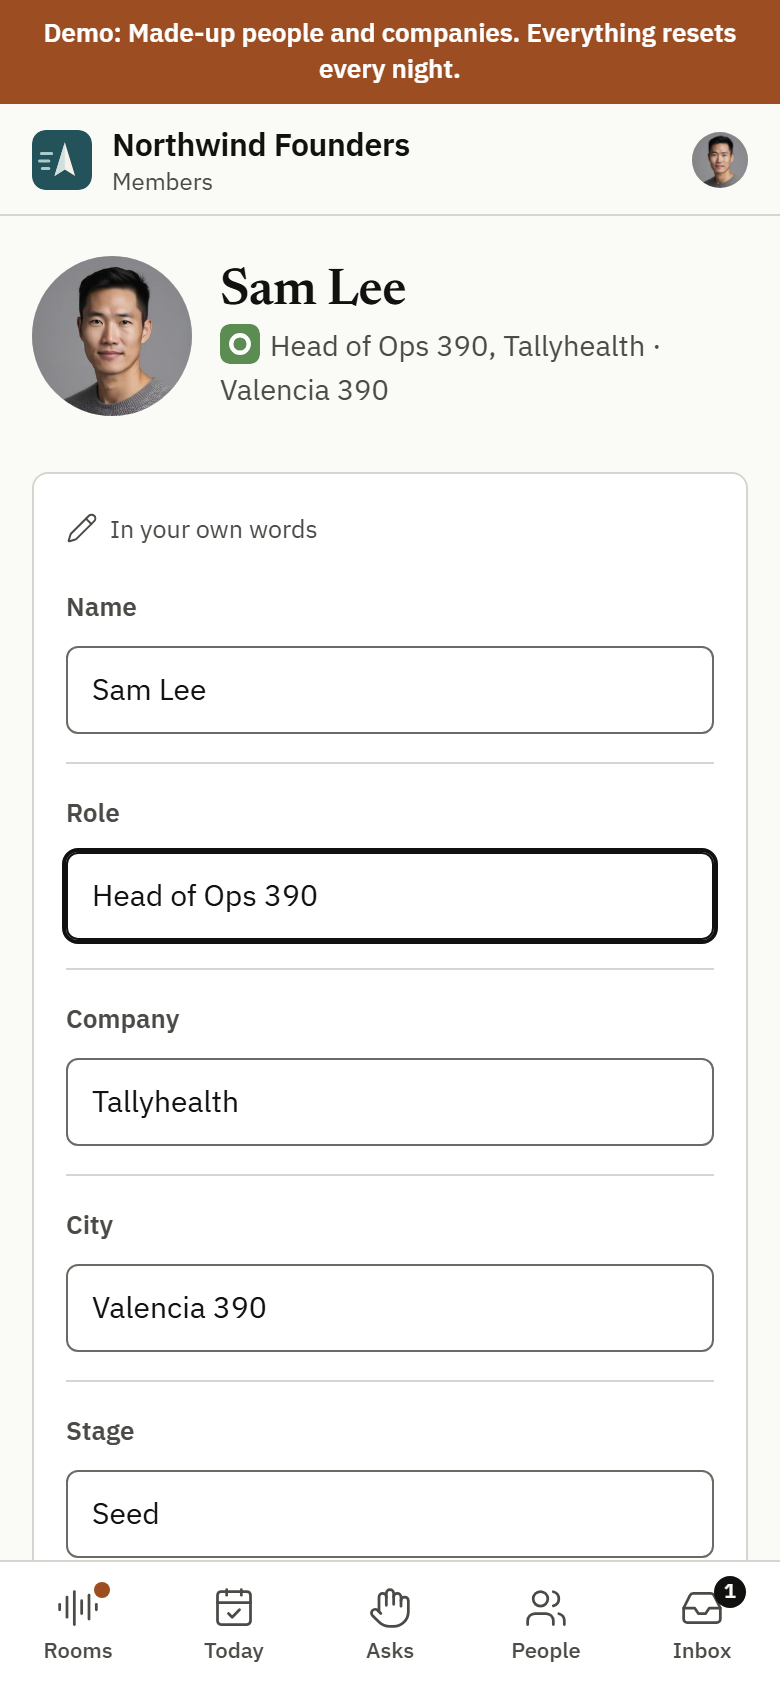 Demo: Made-up people and companies. Everything resets
every night.
Northwind Founders
Members
Sam Lee
Head of Ops 390, Tallyhealth ·
Valencia 390
In your own words
Name
Sam Lee
Role
Head of Ops 390
Company
Tallyhealth
City
Valencia 390
Stage
Seed
1
Rooms
Today
Asks
People
Inbox